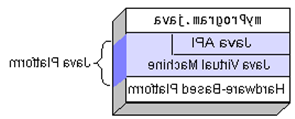 myProgram.java
Java API
Java Virtual Machine
Hardware-Based Platform
Java Platform